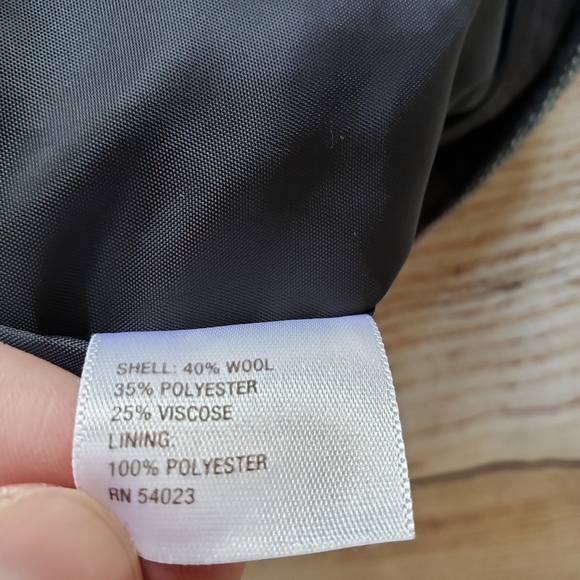 SHELL: 40% WOOL
35% POLYESTER
25% VISCOSE
LINING:
100% POLYESTER
RN 54023